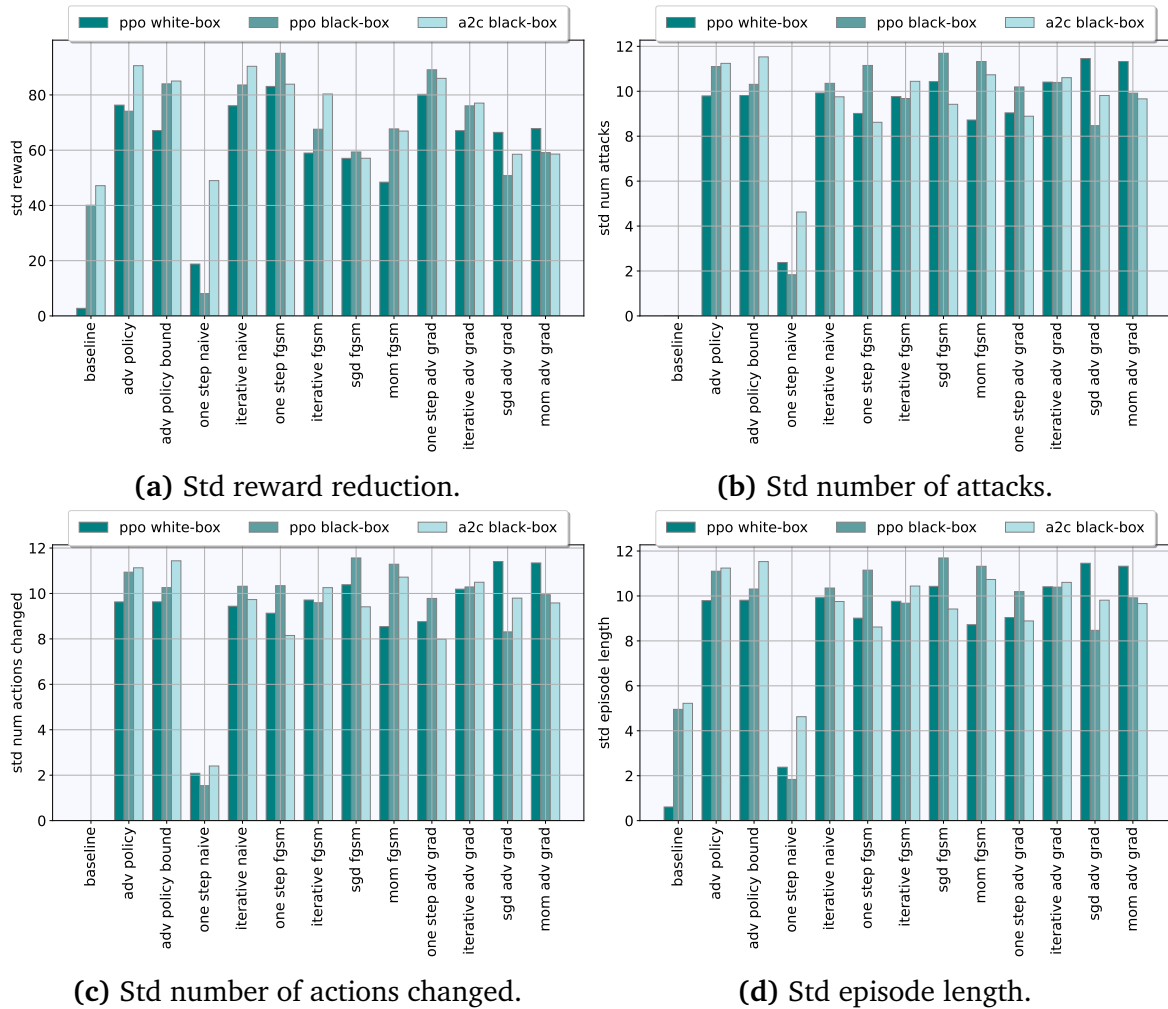 ppo white-box ppo black-box a2c black-box
ppo white-box ppo black-box a2c black-box
std reward
0
20
40
60
80
baseline
adv policy
adv policy bound
one step naive
iterative naive
one step fgsm
iterative fgsm
sgd fgsm
mom fgsm
one step adv grad
iterative adv grad
sgd adv grad
mom adv grad
std num attacks
0
2
4
6
8
10
12
baseline
adv policy
adv policy bound
one step naive
iterative naive
one step fgsm
iterative fgsm
sgd fgsm
mom fgsm
one step adv grad
iterative adv grad
sgd adv grad
mom adv grad
(a) Std reward reduction.
(b) Std number of attacks.
ppo white-box ppo black-box a2c black-box
ppo white-box ppo black-box a2c black-box
std num actions changed
0
2
4
6
8
10
12
baseline
adv policy
adv policy bound
one step naive
iterative naive
one step fgsm
iterative fgsm
sgd fgsm
mom fgsm
one step adv grad
iterative adv grad
sgd adv grad
mom adv grad
std episode length
0
2
4
6
8
10
12
baseline
adv policy
adv policy bound
one step naive
iterative naive
one step fgsm
iterative fgsm
sgd fgsm
mom fgsm
one step adv grad
iterative adv grad
sgd adv grad
mom adv grad
(c) Std number of actions changed.
(d) Std episode length.